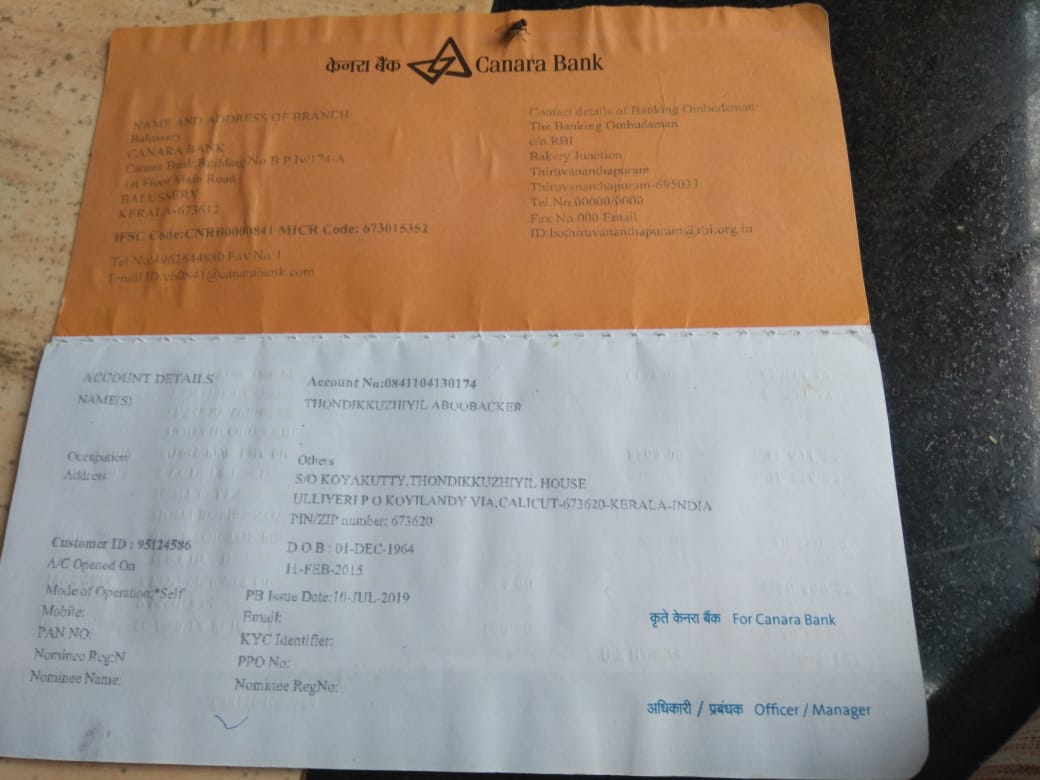 केनरा बैंक Canara Bank
NAME AND ADDRESS OF BRANCH
Balussery
CANARA BANK
Canara Bank,Building No B P Iv/174-A
1st Floor Main Road
BALUSSERY
KERALA-673612
IFSC Code:CNRB0000841 MICR Code: 673015352
Tel No:4962644880 Fax No:1
E-mail ID:cb0841@canarabank.com
Contact details of Banking Ombudsman:
The Banking Ombudsman
c/o.RBI
Bakery Junction
Thiruvananthapuram
Thiruvananthapuram-695033
Tel.No.00000/0000
Fax No.000 Email
ID:bothiruvananthapuram@rbi.org.in
ACCOUNT DETAILS: Account No:0841104130174
NAME(S) THONDIKKUZHIYIL ABOOBACKER
Occupation Others
Address S/O KOYAKUTTY,THONDIKKUZHIYIL HOUSE
ULLIYERI P O KOYILANDY VIA,CALICUT-673620-KERALA-INDIA
PIN/ZIP number: 673620
Customer ID : 95124586 D.O.B : 01-DEC-1964
A/C Opened On 11-FEB-2015
Mode of Operation:*Self PB Issue Date:10-JUL-2019
Mobile: Email:
PAN NO: KYC Identifier:
Nominee Reg:N PPO No:
Nominee Name: Nominee RegNo:
कृते केनरा बैंक For Canara Bank
अधिकारी / प्रबंधक Officer / Manager